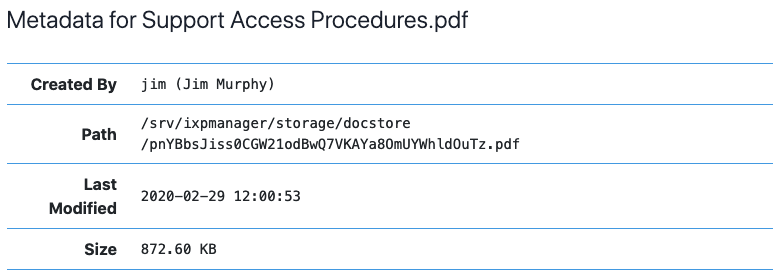 Metadata for Support Access Procedures.pdf
Created By jim (Jim Murphy)
Path /srv/ixpmanager/storage/docstore
/pnYBbsJiss0CGW21odBwQ7VKAYa8OmUYWhldOuTz.pdf
Last Modified 2020-02-29 12:00:53
Size 872.60 KB